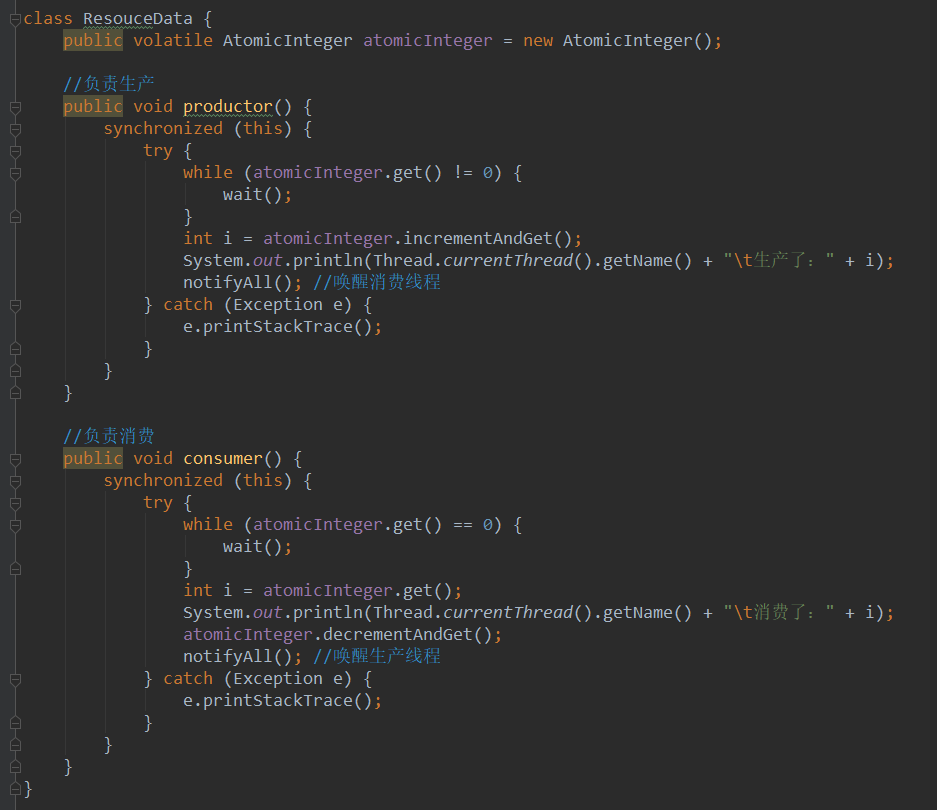 class ResouceData {
    public volatile AtomicInteger atomicInteger = new AtomicInteger();

    //负责生产
    public void productor() {
        synchronized (this) {
            try {
                while (atomicInteger.get() != 0) {
                    wait();
                }
                int i = atomicInteger.incrementAndGet();
                System.out.println(Thread.currentThread().getName() + "\t生产了：" + i);
                notifyAll(); //唤醒消费线程
            } catch (Exception e) {
                e.printStackTrace();
            }
        }
    }

    //负责消费
    public void consumer() {
        synchronized (this) {
            try {
                while (atomicInteger.get() == 0) {
                    wait();
                }
                int i = atomicInteger.get();
                System.out.println(Thread.currentThread().getName() + "\t消费了：" + i);
                atomicInteger.decrementAndGet();
                notifyAll(); //唤醒生产线程
            } catch (Exception e) {
                e.printStackTrace();
            }
        }
    }
}